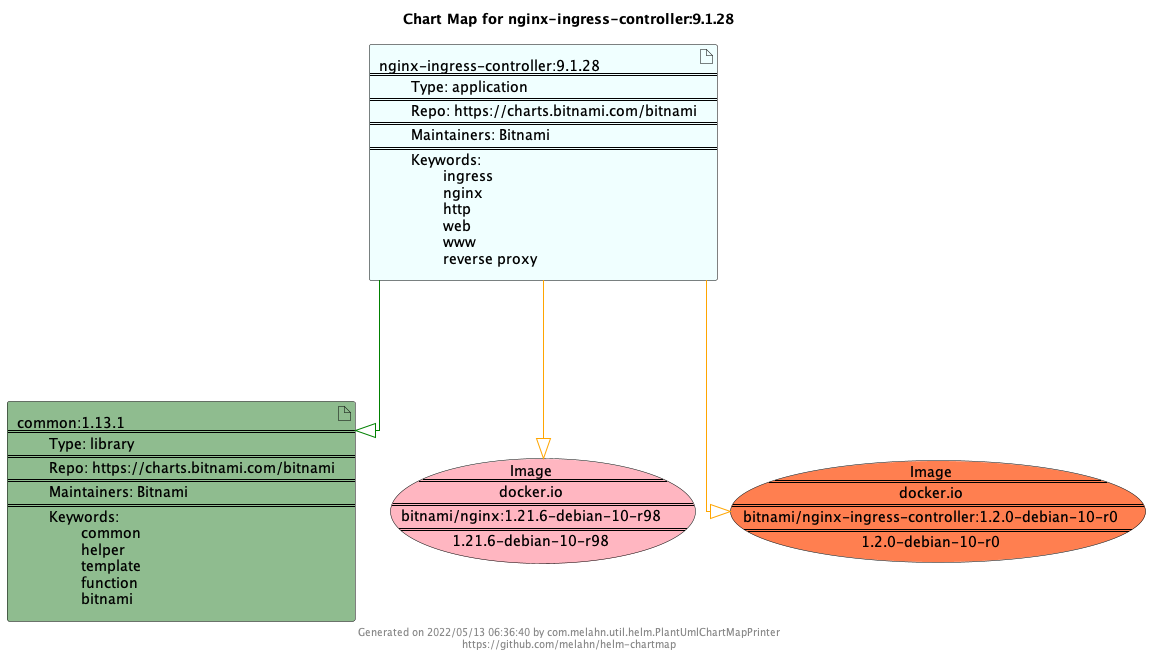 Chart Map for nginx-ingress-controller:9.1.28
nginx-ingress-controller:9.1.28
Type: application
Repo: https://charts.bitnami.com/bitnami
Maintainers: Bitnami
Keywords:
ingress
nginx
http
web
www
reverse proxy
common:1.13.1
Type: library
Repo: https://charts.bitnami.com/bitnami
Maintainers: Bitnami
Keywords:
common
helper
template
function
bitnami
Image
docker.io
bitnami/nginx:1.21.6-debian-10-r98
1.21.6-debian-10-r98
Image
docker.io
bitnami/nginx-ingress-controller:1.2.0-debian-10-r0
1.2.0-debian-10-r0
Generated on 2022/05/13 06:36:40 by com.melahn.util.helm.PlantUmlChartMapPrinter
https://github.com/melahn/helm-chartmap